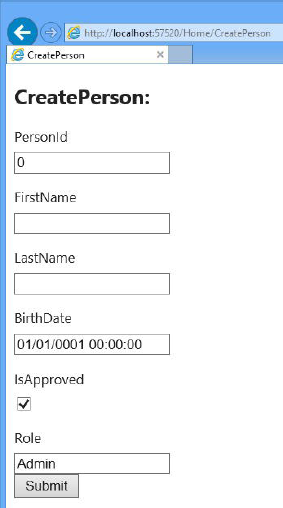 http://localhost:57520/Home/CreatePerson
CreatePerson
CreatePerson:
PersonId
0
FirstName
LastName
BirthDate
01/01/0001 00:00:00
IsApproved
Role
Admin
Submit